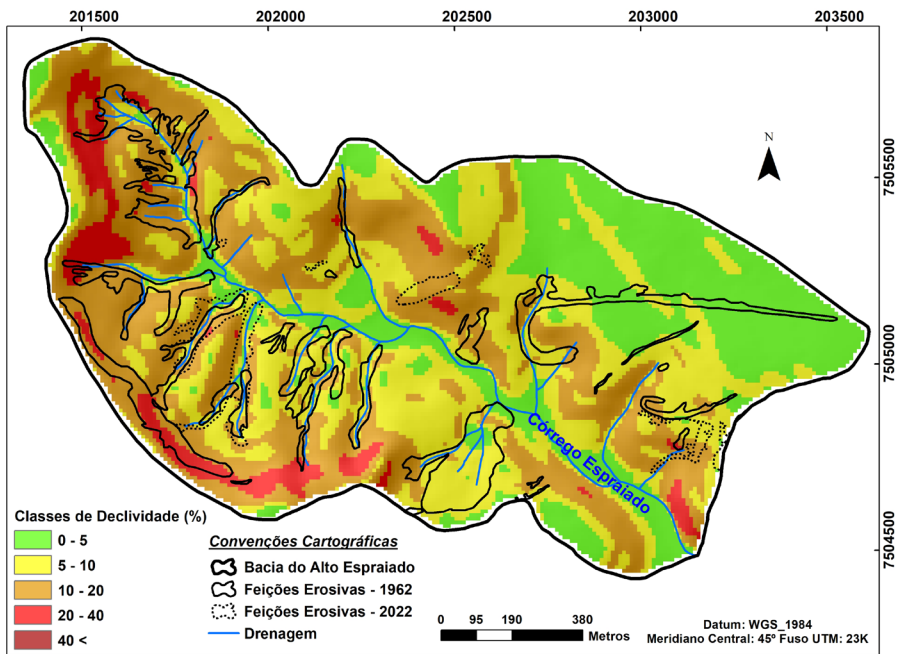 201500 202000 202500 203000 203500
N
7505500
7505000
7504500
Córrego Espraiado
Classes de Declividade (%)
0 - 5
5 - 10
10 - 20
20 - 40
40 <
Convenções Cartográficas
Bacia do Alto Espraiado
Feições Erosivas - 1962
Feições Erosivas - 2022
Drenagem
0 95 190 380
Metros
Datum: WGS_1984
Meridiano Central: 45º Fuso UTM: 23K